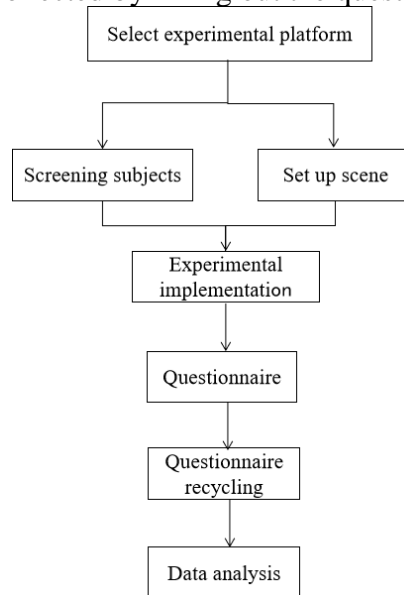 Select experimental platform
Screening subjects
Set up scene
Experimental
implementation
Questionnaire
Questionnaire
recycling
Data analysis